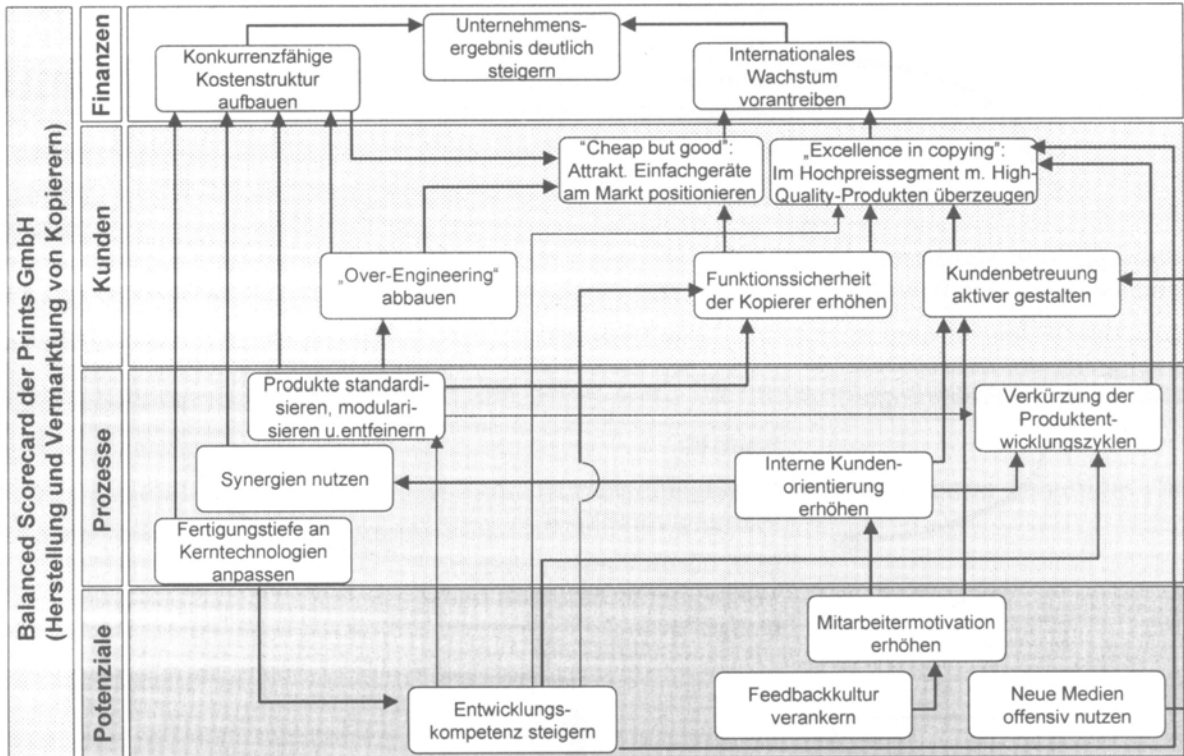 Balanced Scorecard der Prints GmbH
(Herstellung und Vermarktung von Kopierern)
Finanzen
Unternehmens-
ergebnis deutlich
steigern
Konkurrenzfähige
Kostenstruktur
aufbauen
Internationales
Wachstum
vorantreiben
Kunden
"Cheap but good":
Attrakt. Einfachgeräte
am Markt positionieren
„Excellence in copying":
Im Hochpreissegment m. High-
Quality-Produkten überzeugen
„Over-Engineering"
abbauen
Funktionssicherheit
der Kopierer erhöhen
Kundenbetreuung
aktiver gestalten
Prozesse
Produkte standardi-
sieren, modulari-
sieren u.entfeinern
Verkürzung der
Produktent-
wicklungszyklen
Synergien nutzen
Interne Kunden-
orientierung
erhöhen
Fertigungstiefe an
Kerntechnologien
anpassen
Potenziale
Mitarbeitermotivation
erhöhen
Entwicklungs-
kompetenz steigern
Feedbackkultur
verankern
Neue Medien
offensiv nutzen